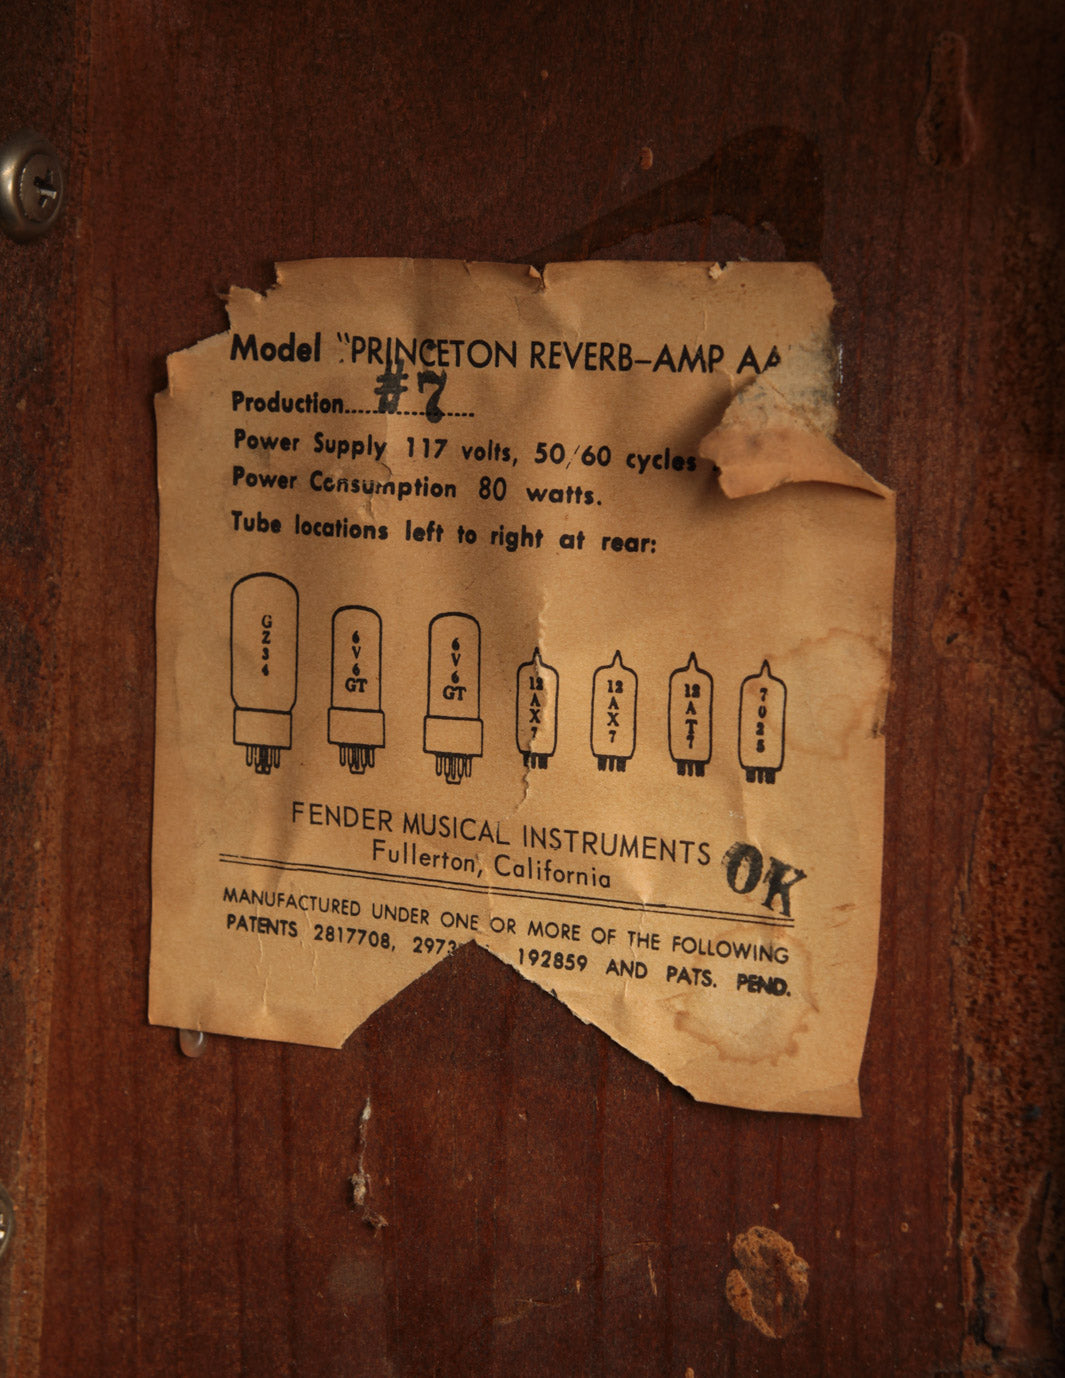 Model "PRINCETON REVERB–AMP AA
Production.......#7.......
Power Supply 117 volts, 50/60 cycles
Power Consumption 80 watts.
Tube locations left to right at rear:
GZ34 6V6GT 6V6GT 12AX7 12AX7 12AT7 7025
FENDER MUSICAL INSTRUMENTS
Fullerton, California
OK
MANUFACTURED UNDER ONE OR MORE OF THE FOLLOWING
PATENTS 2817708, 192859 AND PATS. PEND.